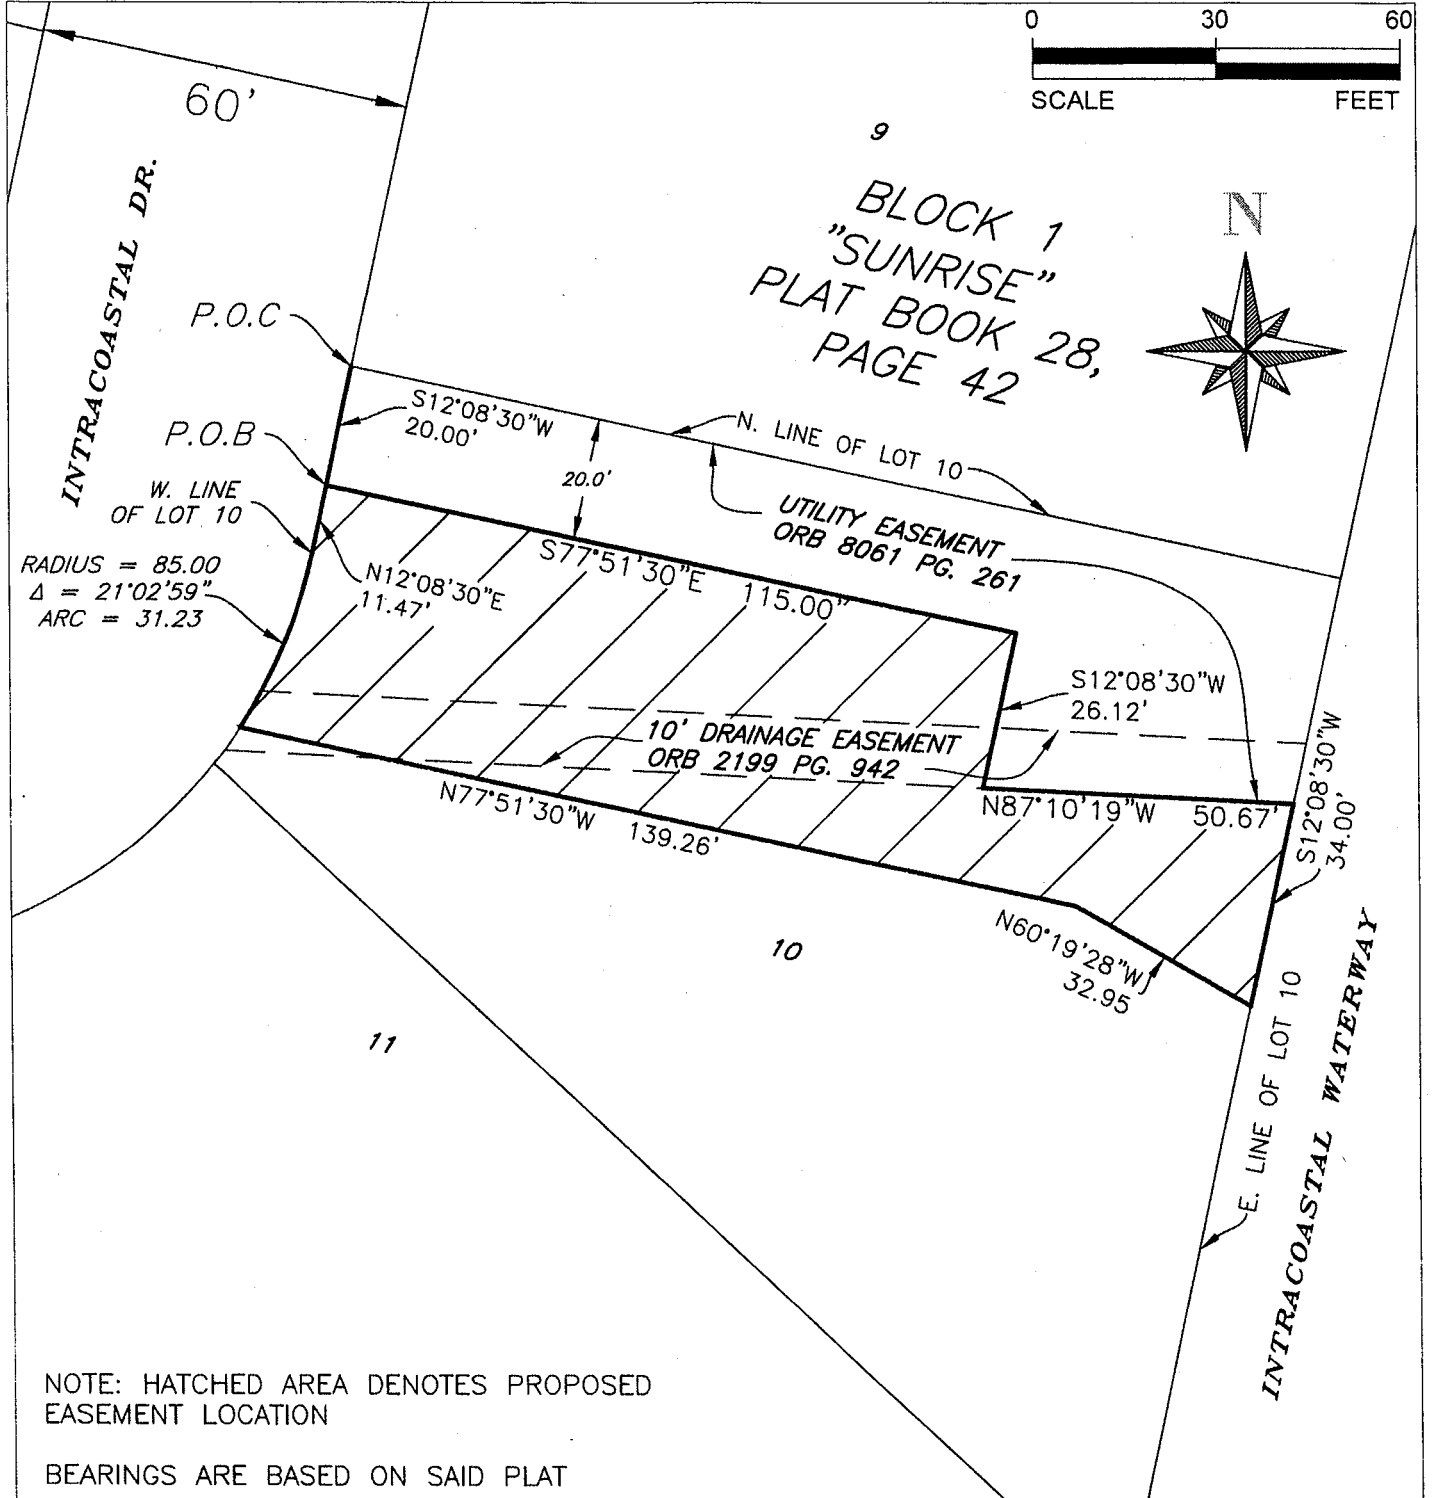 0 30 60
SCALE FEET
60'
INTRACOASTAL DR.
9
BLOCK 1
"SUNRISE"
PLAT BOOK 28,
PAGE 42
N
P.O.C
S12°08'30"W
20.00'
N. LINE OF LOT 10
P.O.B
20.0'
W. LINE
OF LOT 10
UTILITY EASEMENT
ORB 8061 PG. 261
RADIUS = 85.00
Δ = 21°02'59"
ARC = 31.23
N12°08'30"E
11.47'
S77°51'30"E 115.00"
S12°08'30"W
26.12'
10' DRAINAGE EASEMENT
ORB 2199 PG. 942
S12°08'30"W
34.00'
N77°51'30"W 139.26'
N87°10'19"W 50.67'
N60°19'28"W
32.95
10
11
E. LINE OF LOT 10
INTRACOASTAL WATERWAY
NOTE: HATCHED AREA DENOTES PROPOSED
EASEMENT LOCATION
BEARINGS ARE BASED ON SAID PLAT